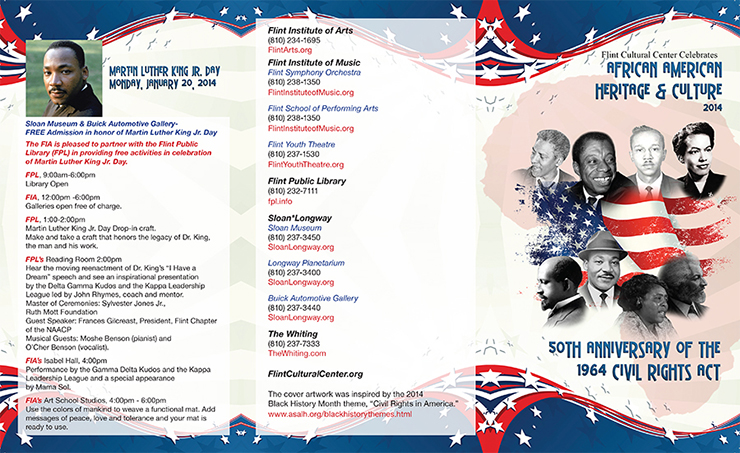 MARTIN LUTHER KING JR. DAY
MONDAY, JANUARY 20, 2014
Sloan Museum & Buick Automotive Gallery-
FREE Admission in honor of Martin Luther King Jr. Day
The FIA is pleased to partner with the Flint Public
Library (FPL) in providing free activities in celebration
of Martin Luther King Jr. Day.
FPL, 9:00am-6:00pm
Library Open
FIA, 12:00pm -6:00pm
Galleries open free of charge.
FPL, 1:00-2:00pm
Martin Luther King Jr. Day Drop-in craft.
Make and take a craft that honors the legacy of Dr. King,
the man and his work.
FPL's Reading Room 2:00pm
Hear the moving reenactment of Dr. King's "I Have a
Dream" speech and see an inspirational presentation
by the Delta Gamma Kudos and the Kappa Leadership
League led by John Rhymes, coach and mentor.
Master of Ceremonies: Sylvester Jones Jr.,
Ruth Mott Foundation
Guest Speaker: Frances Gilcreast, President, Flint Chapter
of the NAACP
Musical Guests: Moshe Benson (pianist) and
O'Cher Benson (vocalist).
FIA's Isabel Hall, 4:00pm
Performance by the Gamma Delta Kudos and the Kappa
Leadership League and a special appearance
by Mama Sol.
FIA's Art School Studios, 4:00pm - 6:00pm
Use the colors of mankind to weave a functional mat. Add
messages of peace, love and tolerance and your mat is
ready to use.
Flint Institute of Arts
(810) 234-1695
FlintArts.org
Flint Institute of Music
Flint Symphony Orchestra
(810) 238-1350
FlintInstituteofMusic.org
Flint School of Performing Arts
(810) 238-1350
FlintInstituteofMusic.org
Flint Youth Theatre
(810) 237-1530
FlintYouthTheatre.org
Flint Public Library
(810) 232-7111
fpl.info
Sloan*Longway
Sloan Museum
(810) 237-3450
SloanLongway.org
Longway Planetarium
(810) 237-3400
SloanLongway.org
Buick Automotive Gallery
(810) 237-3440
SloanLongway.org
The Whiting
(810) 237-7333
TheWhiting.com
FlintCulturalCenter.org
The cover artwork was inspired by the 2014
Black History Month theme, "Civil Rights in America."
www.asalh.org/blackhistorythemes.html
Flint Cultural Center Celebrates
AFRICAN AMERICAN
HERITAGE & CULTURE
2014
50TH ANNIVERSARY OF THE
1964 CIVIL RIGHTS ACT